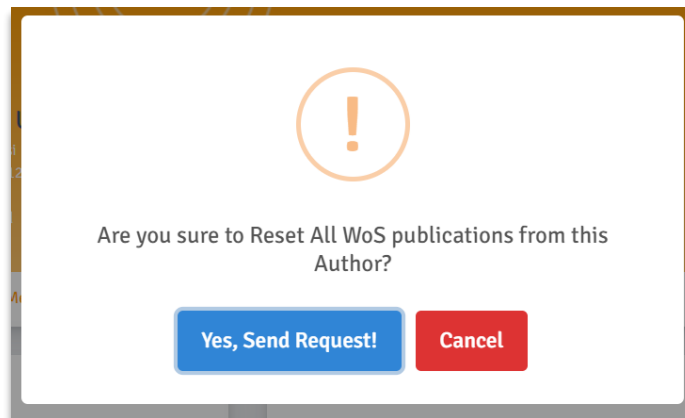 !
Are you sure to Reset All WoS publications from this
Author?
Yes, Send Request!
Cancel